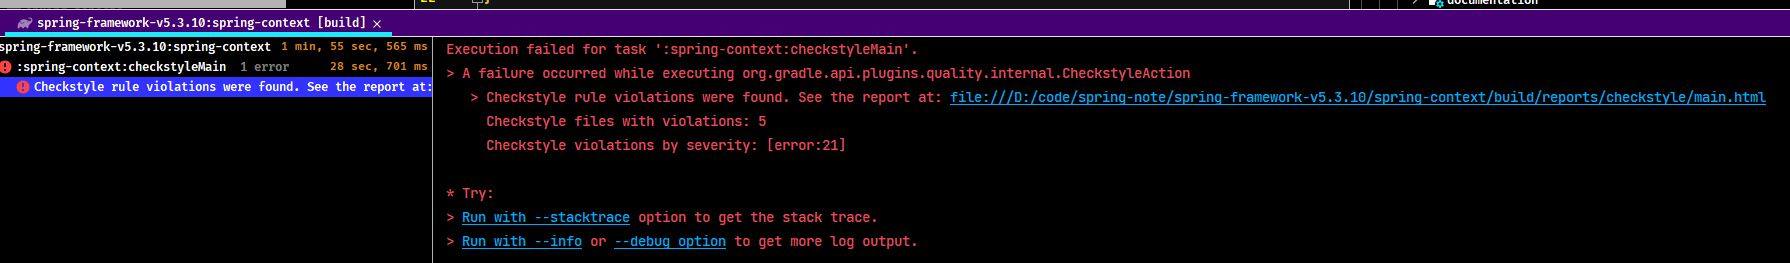 documentation
spring-framework-v5.3.10:spring-context [build] ×
spring-framework-v5.3.10:spring-context 1 min, 55 sec, 565 ms
:spring-context:checkstyleMain 1 error 28 sec, 701 ms
Checkstyle rule violations were found. See the report at:
Execution failed for task ':spring-context:checkstyleMain'.
> A failure occurred while executing org.gradle.api.plugins.quality.internal.CheckstyleAction
> Checkstyle rule violations were found. See the report at: file:///D:/code/spring-note/spring-framework-v5.3.10/spring-context/build/reports/checkstyle/main.html
Checkstyle files with violations: 5
Checkstyle violations by severity: [error:21]
* Try:
> Run with --stacktrace option to get the stack trace.
> Run with --info or --debug option to get more log output.